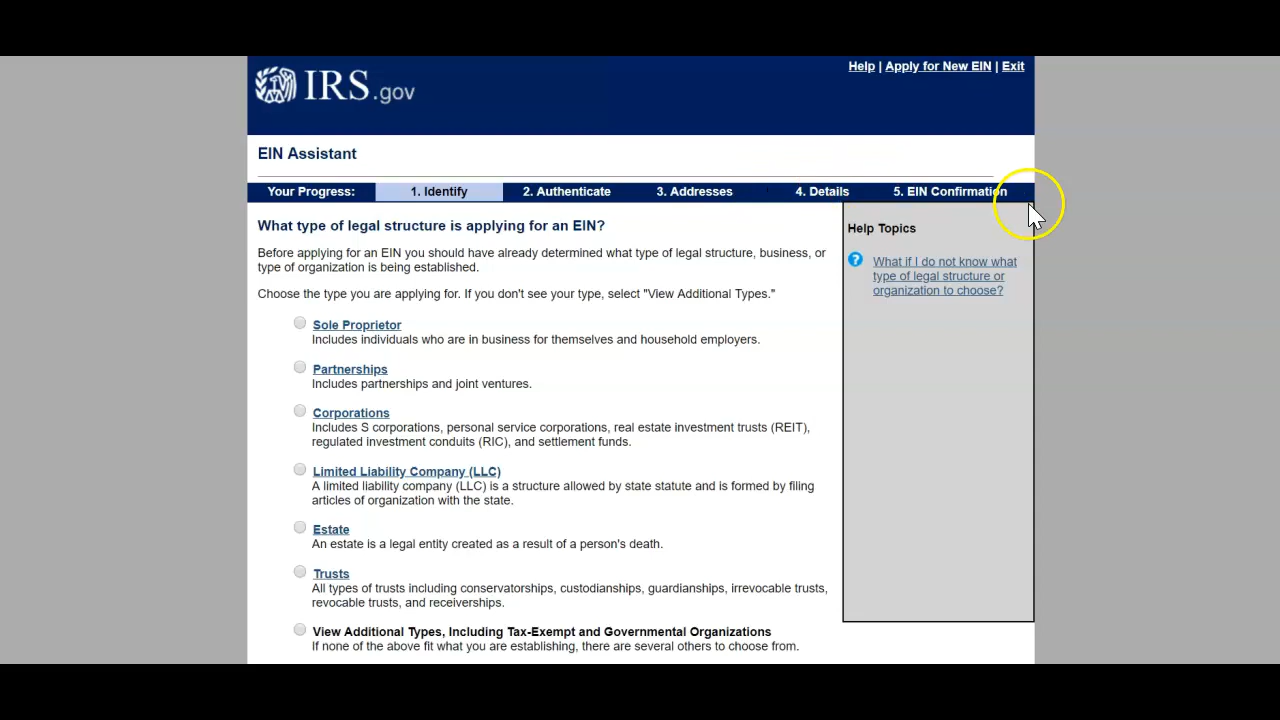 IRS.gov
Help | Apply for New EIN | Exit
EIN Assistant
Your Progress: 1. Identify 2. Authenticate 3. Addresses 4. Details 5. EIN Confirmation
What type of legal structure is applying for an EIN?
Before applying for an EIN you should have already determined what type of legal structure, business, or
type of organization is being established.
Choose the type you are applying for. If you don't see your type, select "View Additional Types."
Sole Proprietor
Includes individuals who are in business for themselves and household employers.
Partnerships
Includes partnerships and joint ventures.
Corporations
Includes S corporations, personal service corporations, real estate investment trusts (REIT),
regulated investment conduits (RIC), and settlement funds.
Limited Liability Company (LLC)
A limited liability company (LLC) is a structure allowed by state statute and is formed by filing
articles of organization with the state.
Estate
An estate is a legal entity created as a result of a person's death.
Trusts
All types of trusts including conservatorships, custodianships, guardianships, irrevocable trusts,
revocable trusts, and receiverships.
View Additional Types, Including Tax-Exempt and Governmental Organizations
If none of the above fit what you are establishing, there are several others to choose from.
Help Topics
? What if I do not know what
type of legal structure or
organization to choose?